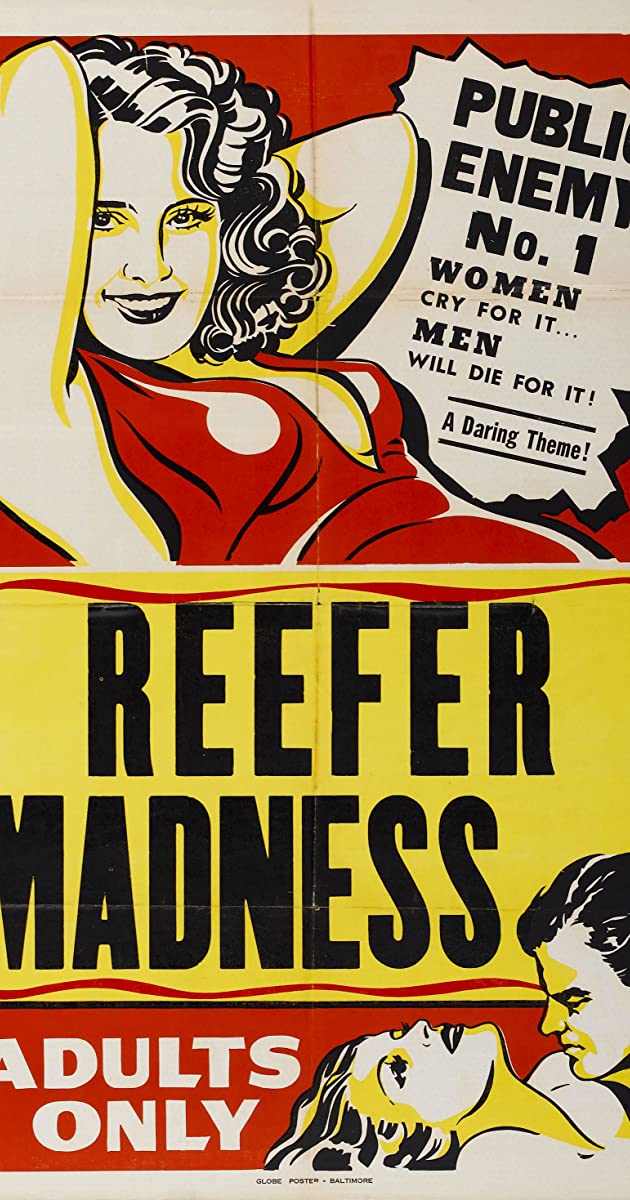 PUBLIC
ENEMY
No. 1
WOMEN
CRY FOR IT...
MEN
WILL DIE FOR IT!
A Daring Theme!
REEFER
MADNESS
ADULTS
ONLY
GLOBE POSTER • BALTIMORE